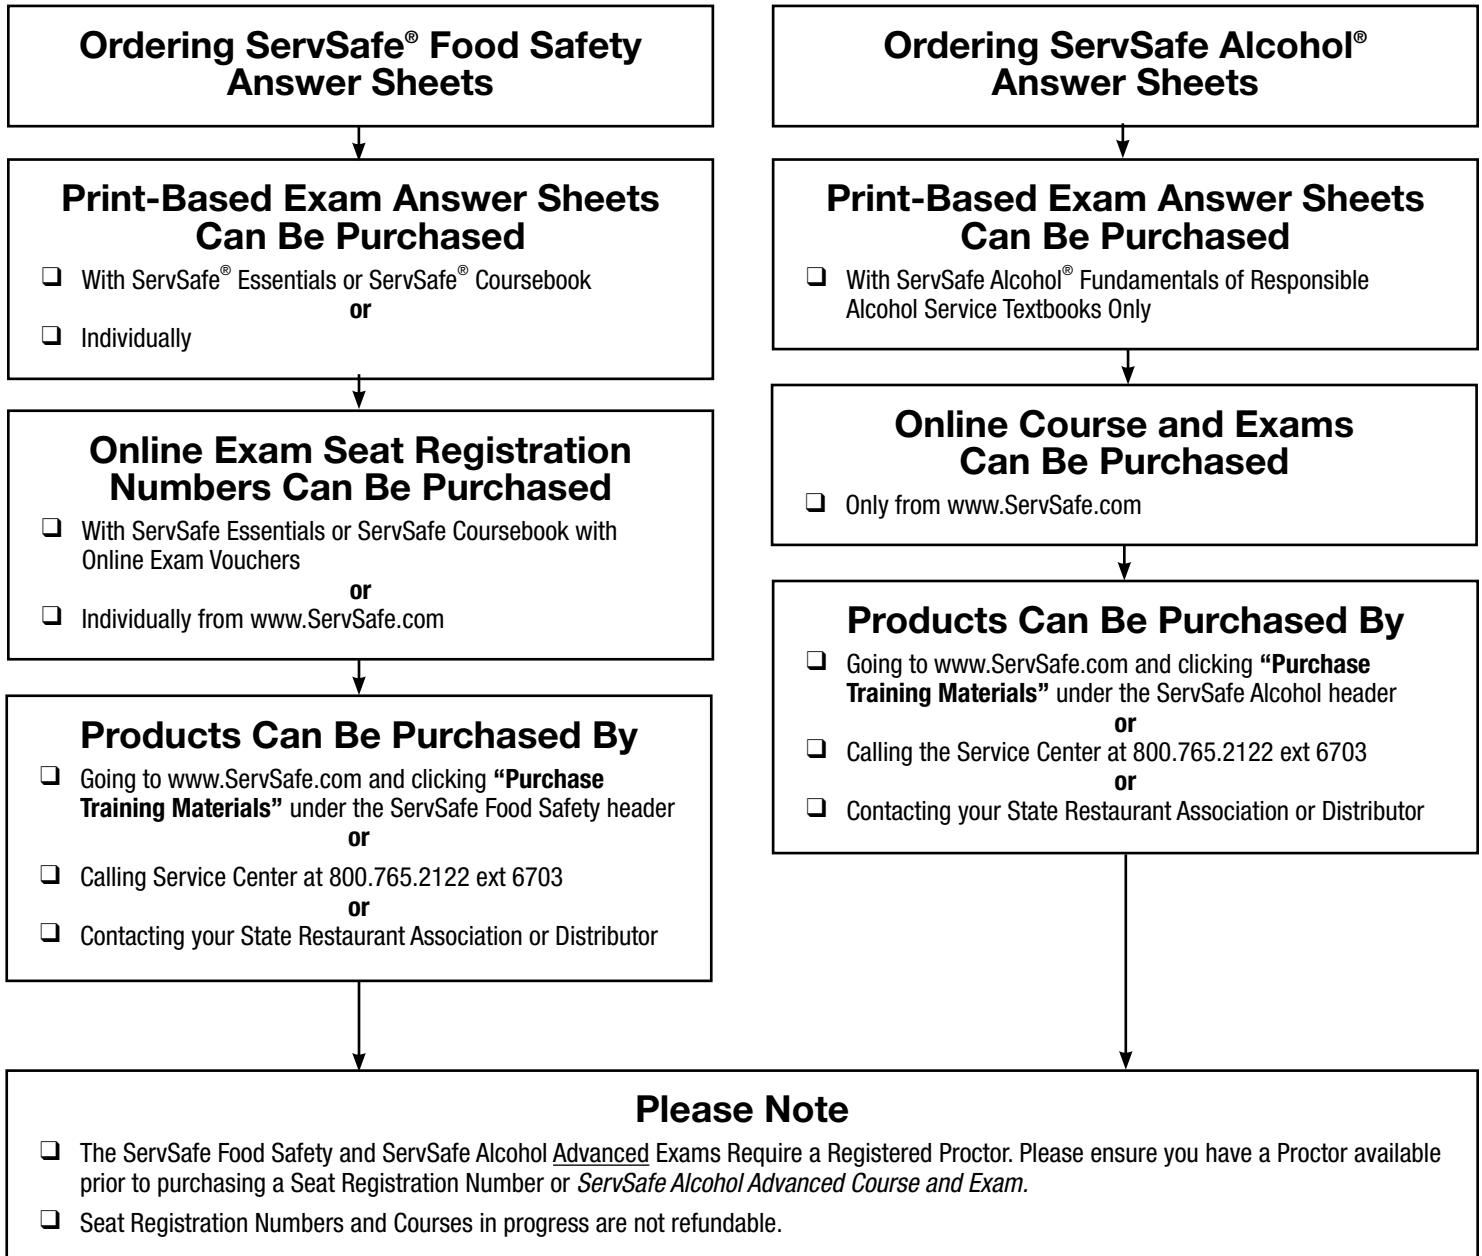 Ordering ServSafe® Food Safety
Answer Sheets
Print-Based Exam Answer Sheets
Can Be Purchased
❏ With ServSafe® Essentials or ServSafe® Coursebook
or
❏ Individually
Online Exam Seat Registration
Numbers Can Be Purchased
❏ With ServSafe Essentials or ServSafe Coursebook with
Online Exam Vouchers
or
❏ Individually from www.ServSafe.com
Products Can Be Purchased By
❏ Going to www.ServSafe.com and clicking “Purchase
Training Materials” under the ServSafe Food Safety header
or
❏ Calling Service Center at 800.765.2122 ext 6703
or
❏ Contacting your State Restaurant Association or Distributor
Ordering ServSafe Alcohol®
Answer Sheets
Print-Based Exam Answer Sheets
Can Be Purchased
❏ With ServSafe Alcohol® Fundamentals of Responsible
Alcohol Service Textbooks Only
Online Course and Exams
Can Be Purchased
❏ Only from www.ServSafe.com
Products Can Be Purchased By
❏ Going to www.ServSafe.com and clicking “Purchase
Training Materials” under the ServSafe Alcohol header
or
❏ Calling the Service Center at 800.765.2122 ext 6703
or
❏ Contacting your State Restaurant Association or Distributor
Please Note
❏ The ServSafe Food Safety and ServSafe Alcohol Advanced Exams Require a Registered Proctor. Please ensure you have a Proctor available
prior to purchasing a Seat Registration Number or ServSafe Alcohol Advanced Course and Exam.
❏ Seat Registration Numbers and Courses in progress are not refundable.